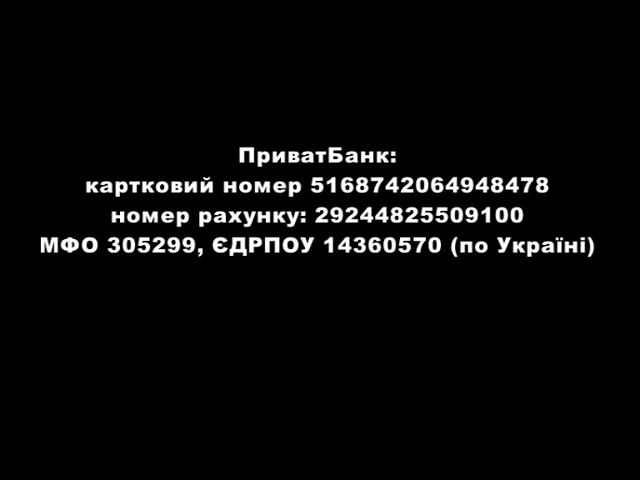 ПриватБанк:
картковий номер 5168742064948478
номер рахунку: 29244825509100
МФО 305299, ЄДРПОУ 14360570 (по Україні)